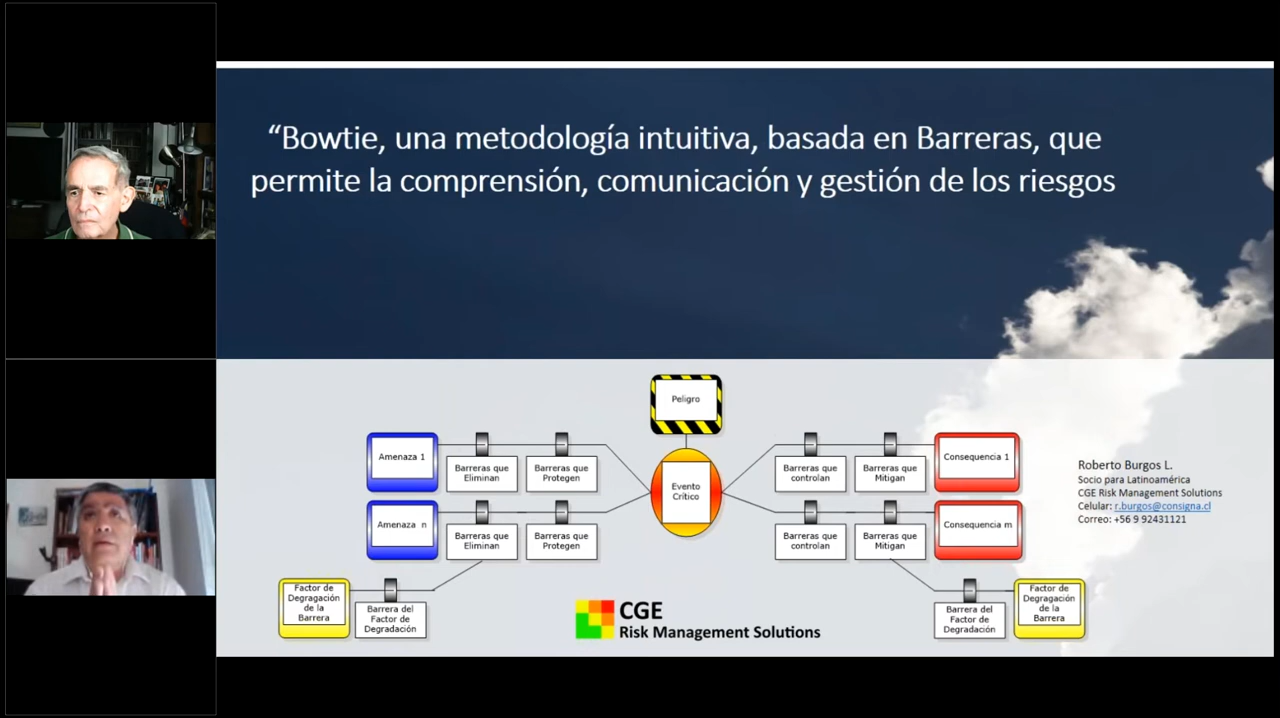 “Bowtie, una metodología intuitiva, basada en Barreras, que
permite la comprensión, comunicación y gestión de los riesgos
Peligro
Amenaza 1
Barreras que
Eliminan
Barreras que
Protegen
Evento
Crítico
Barreras que
controlan
Barreras que
Mitigan
Consequencia 1
Amenaza n
Barreras que
Eliminan
Barreras que
Protegen
Barreras que
controlan
Barreras que
Mitigan
Consequencia m
Factor de
Degragación
de la
Barrera
Barrera del
Factor de
Degradación
Barrera del
Factor de
Degradación
Factor de
Degragación
de la
Barrera
CGE
Risk Management Solutions
Roberto Burgos L.
Socio para Latinoamérica
CGE Risk Management Solutions
Celular: r.burgos@consigna.cl
Correo: +56 9 92431121